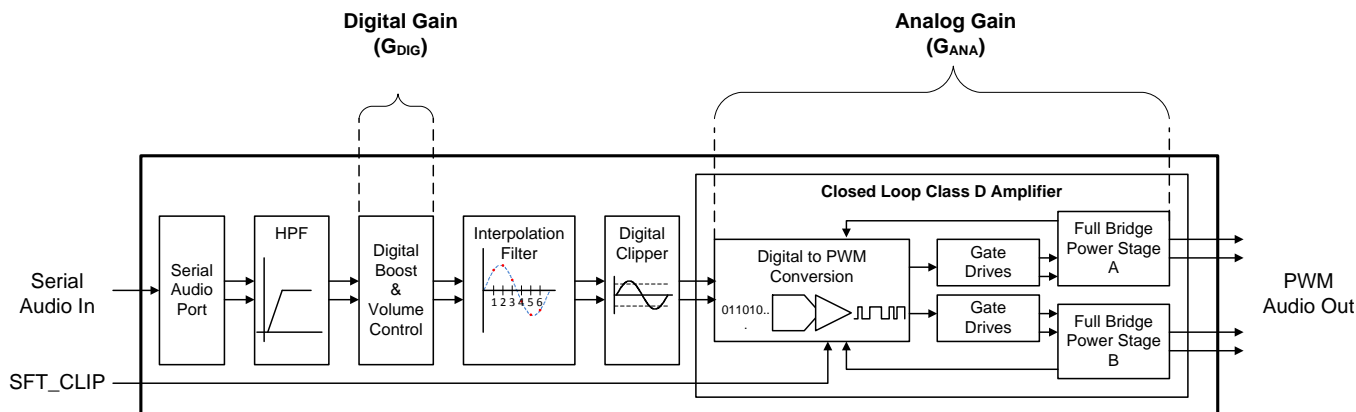 Digital Gain
(GDIG)
Analog Gain
(GANA)
Closed Loop Class D Amplifier
Serial
Audio In
Serial
Audio
Port
HPF
Digital
Boost
&
Volume
Control
Interpolation
Filter
1 2 3 4 5 6
Digital
Clipper
Digital to PWM
Conversion
011010..
.
Gate
Drives
Gate
Drives
Full Bridge
Power Stage
A
Full Bridge
Power Stage
B
PWM
Audio Out
SFT_CLIP